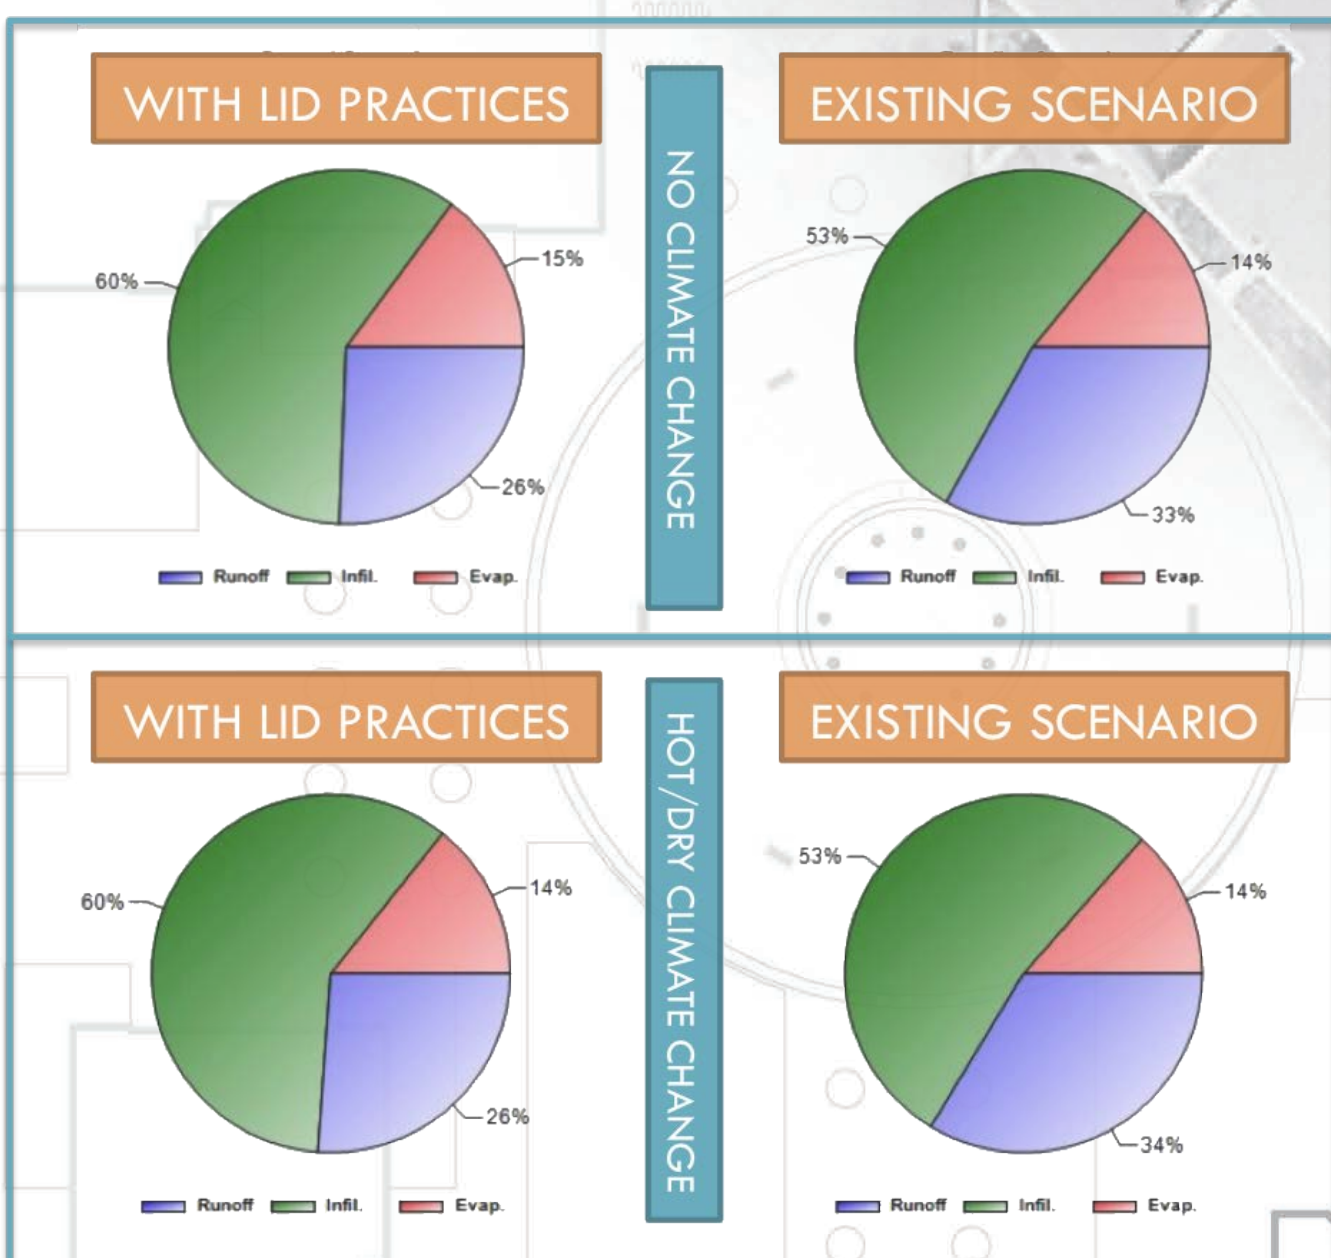 WITH LID PRACTICES
EXISTING SCENARIO
NO CLIMATE CHANGE
60%
15%
26%
Runoff Infil. Evap.
53%
14%
33%
Runoff Infil. Evap.
WITH LID PRACTICES
EXISTING SCENARIO
HOT/DRY CLIMATE CHANGE
60%
14%
26%
Runoff Infil. Evap.
53%
14%
34%
Runoff Infil. Evap.